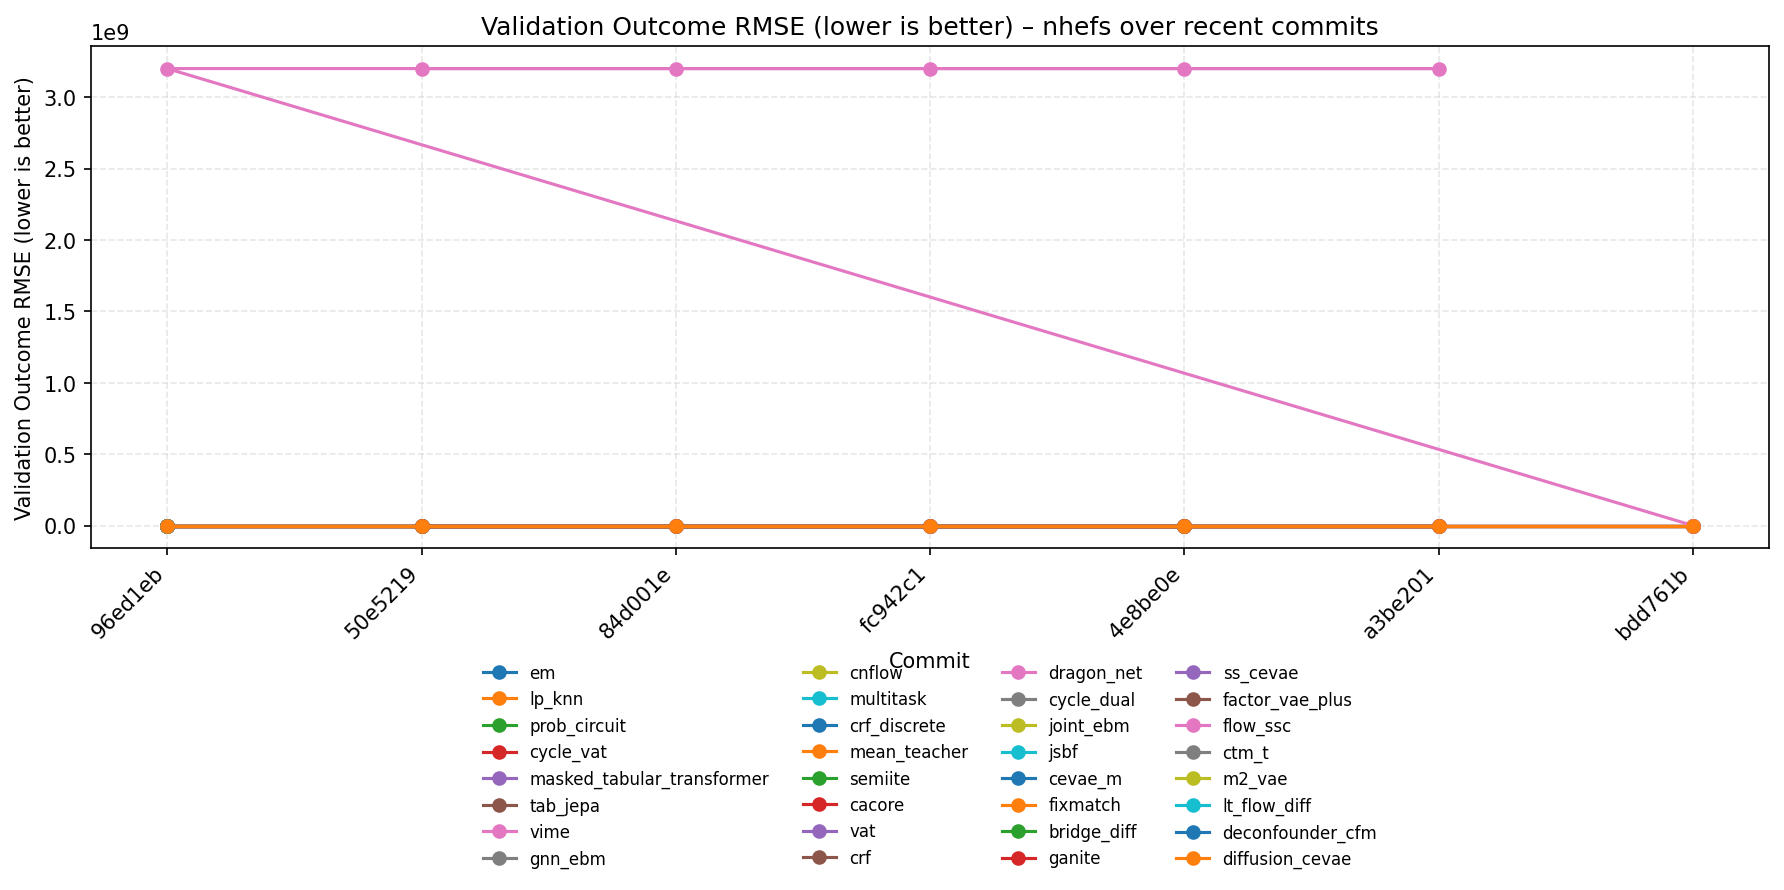 Validation Outcome RMSE (lower is better) – nhefs over recent commits
1e9
Validation Outcome RMSE (lower is better)
3.0
2.5
2.0
1.5
1.0
0.5
0.0
96ed1eb
50e5219
84d001e
fc942c1
4e8be0e
a3be201
bdd761b
Commit
em
lp_knn
prob_circuit
cycle_vat
masked_tabular_transformer
tab_jepa
vime
gnn_ebm
cnflow
multitask
crf_discrete
mean_teacher
semiite
cacore
vat
crf
dragon_net
cycle_dual
joint_ebm
jsbf
cevae_m
fixmatch
bridge_diff
ganite
ss_cevae
factor_vae_plus
flow_ssc
ctm_t
m2_vae
lt_flow_diff
deconfounder_cfm
diffusion_cevae